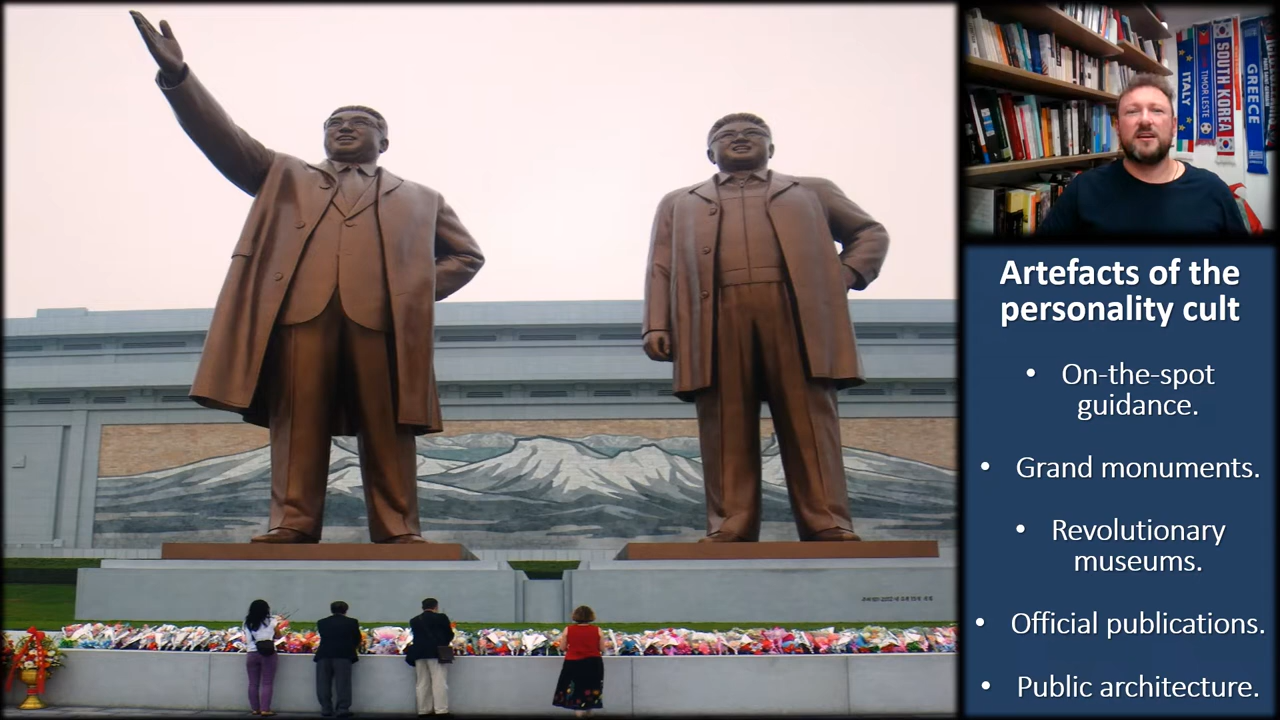 ITALY
TIMOR LESTE
SOUTH KOREA
GREECE
Artefacts of the
personality cult
• On-the-spot
guidance.
• Grand monuments.
• Revolutionary
museums.
• Official publications.
• Public architecture.